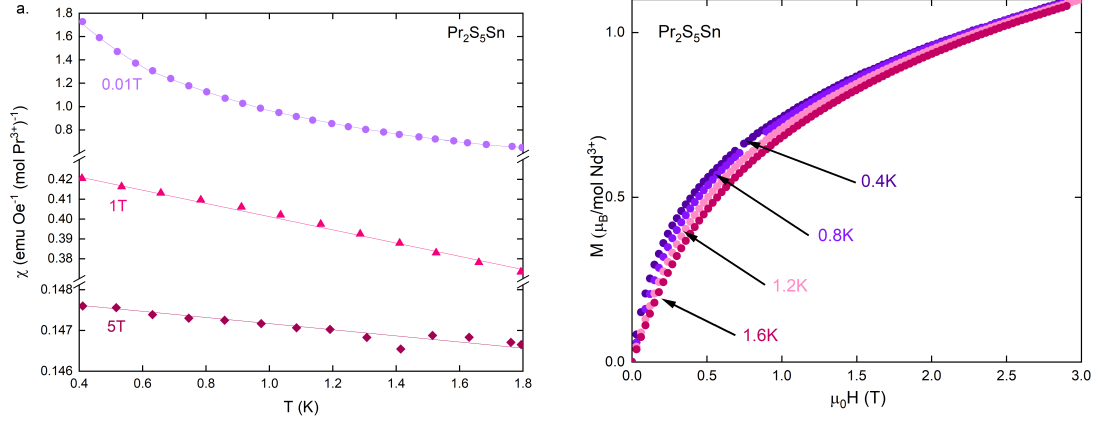 a.
Pr₂S₅Sn
χ (emu Oe⁻¹ (mol Pr³⁺)⁻¹)
1.8
1.6
1.4
1.2
1.0
0.8
0.01T
0.42
0.40
0.39
0.38
1T
0.148
0.147
0.146
5T
0.4 0.6 0.8 1.0 1.2 1.4 1.6 1.8
T (K)
Pr₂S₅Sn
M (μ_B/mol Nd³⁺)
1.0
0.5
0.0
0.4K
0.8K
1.2K
1.6K
0.0 0.5 1.0 1.5 2.0 2.5 3.0
μ₀H (T)